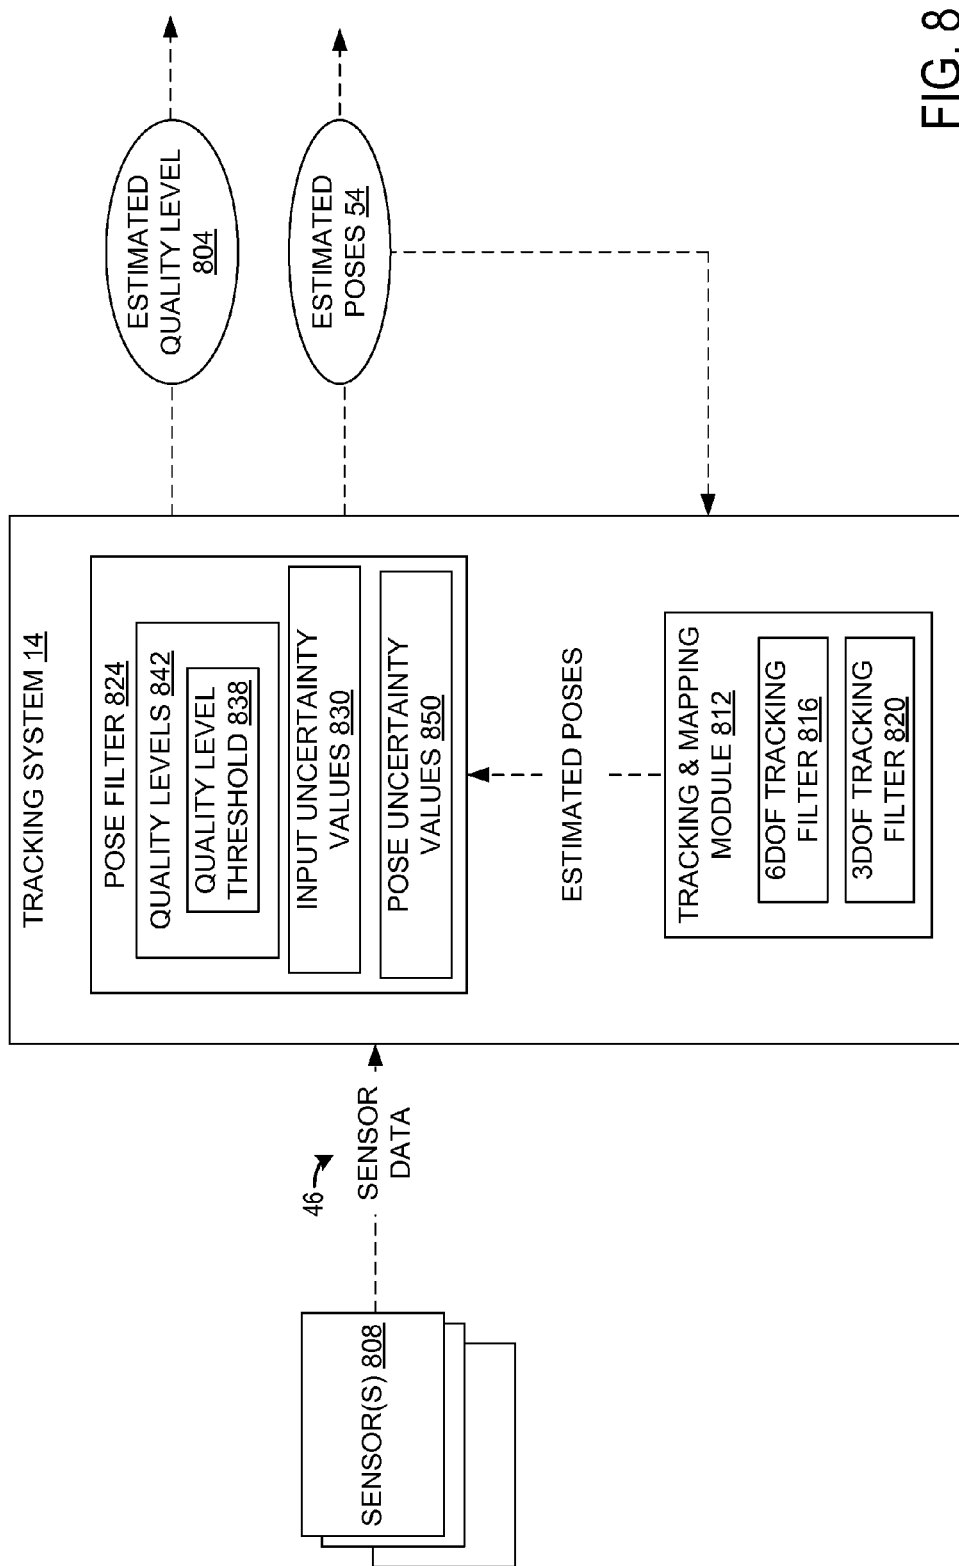 SENSOR(S) 808
46
SENSOR
DATA
TRACKING SYSTEM 14
POSE FILTER 824
QUALITY LEVELS 842
QUALITY LEVEL
THRESHOLD 838
INPUT UNCERTAINTY
VALUES 830
POSE UNCERTAINTY
VALUES 850
ESTIMATED POSES
TRACKING & MAPPING
MODULE 812
6DOF TRACKING
FILTER 816
3DOF TRACKING
FILTER 820
ESTIMATED
QUALITY LEVEL
804
ESTIMATED
POSES 54
FIG. 8